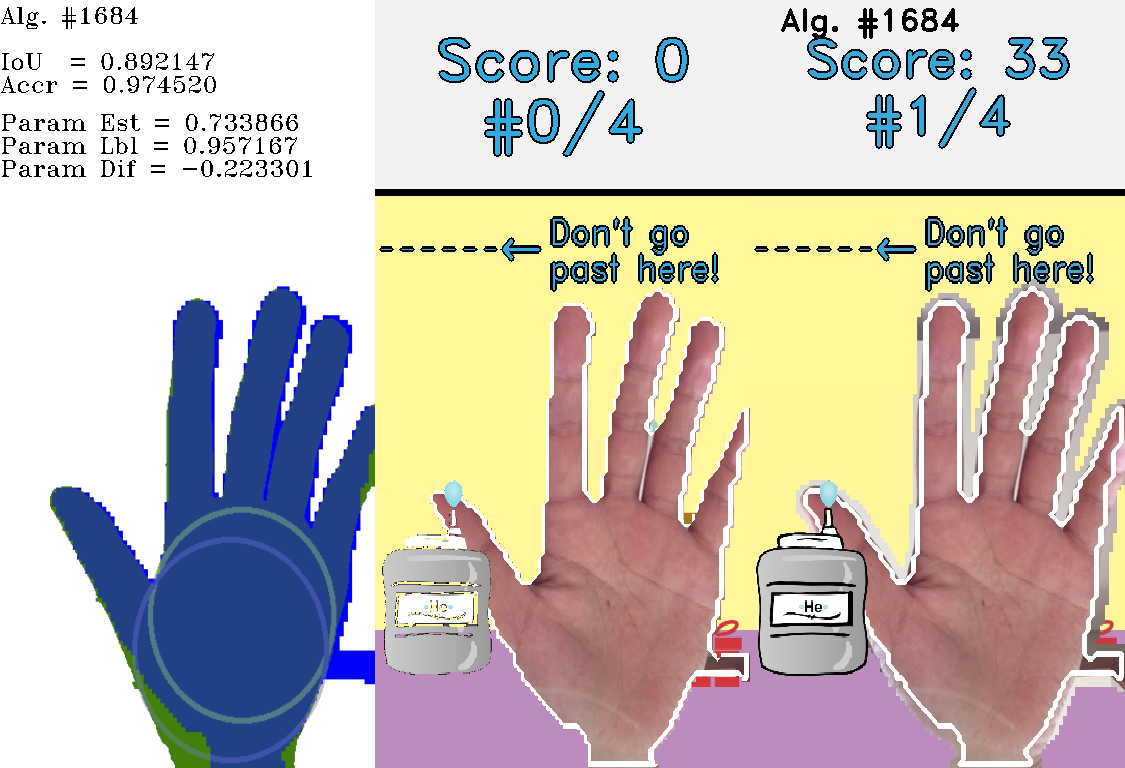 Alg. #1684
IoU = 0.892147
Accr = 0.974520
Param Est = 0.733866
Param Lbl = 0.957167
Param Dif = -0.223301
Score: 0
#0/4
Don't go
past here!
He
Alg. #1684
Score: 33
#1/4
Don't go
past here!
He